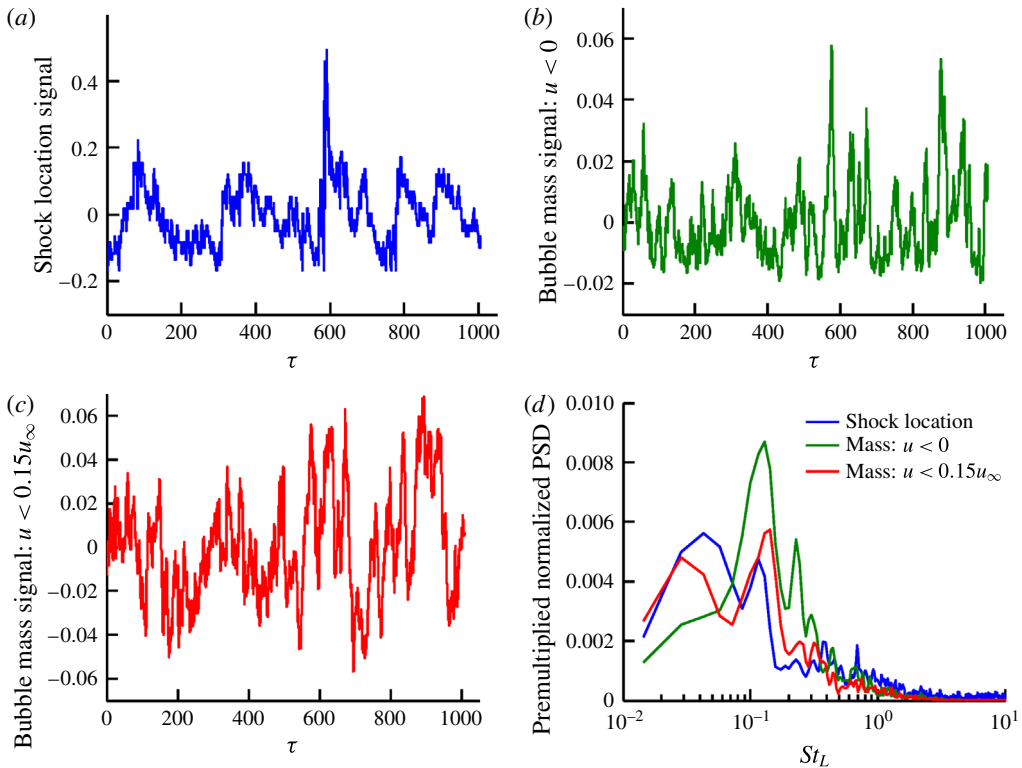 (a)
Shock location signal
0.4
0.2
0
−0.2
0
200
400
600
800
1000
τ
(b)
Bubble mass signal: u < 0
0.06
0.04
0.02
0
−0.02
0
200
400
600
800
1000
τ
(c)
Bubble mass signal: u < 0.15u∞
0.06
0.04
0.02
0
−0.02
−0.04
−0.06
0
200
400
600
800
1000
τ
(d)
Premultiplied normalized PSD
0.010
0.008
0.006
0.004
0.002
0
Shock location
Mass: u < 0
Mass: u < 0.15u∞
10−2
10−1
100
101
StL